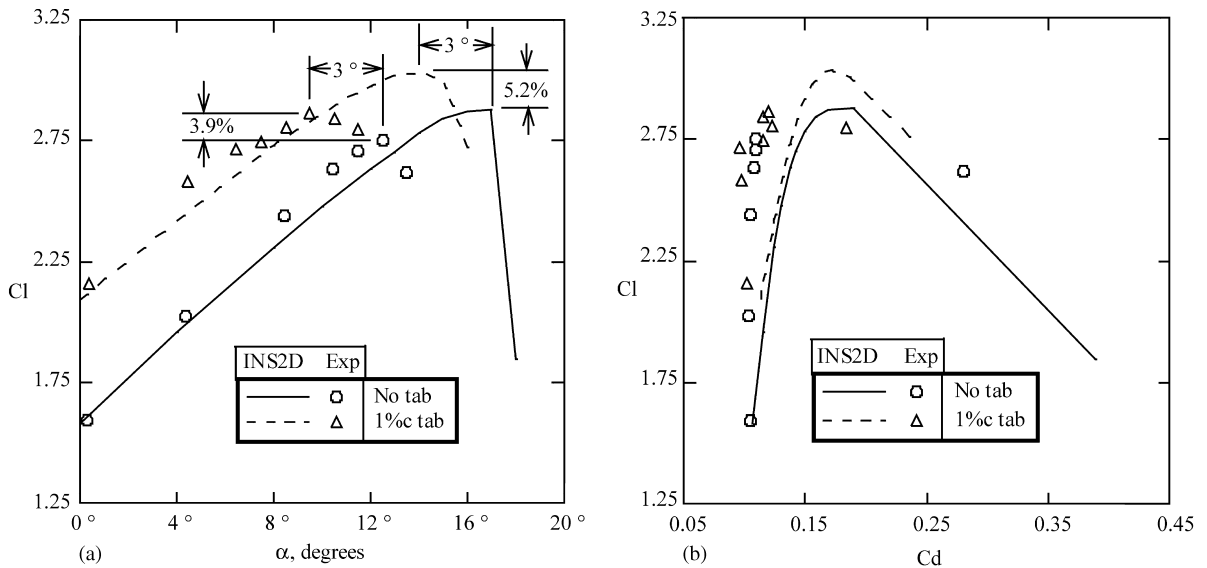 3.25
2.75
2.25
1.75
1.25
Cl
3 °
3 °
3.9%
5.2%
INS2D Exp
No tab
1%c tab
0 ° 4 ° 8 ° 12 ° 16 ° 20 °
(a) α, degrees
3.25
2.75
2.25
1.75
1.25
Cl
INS2D Exp
No tab
1%c tab
0.05 0.15 0.25 0.35 0.45
(b) Cd